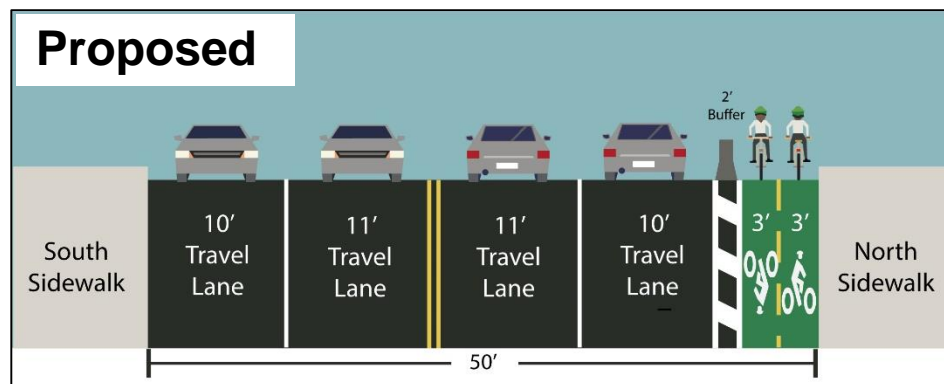 Proposed
2'
Buffer
South
Sidewalk
10'
Travel
Lane
11'
Travel
Lane
11'
Travel
Lane
10'
Travel
Lane
3'
3'
North
Sidewalk
50'